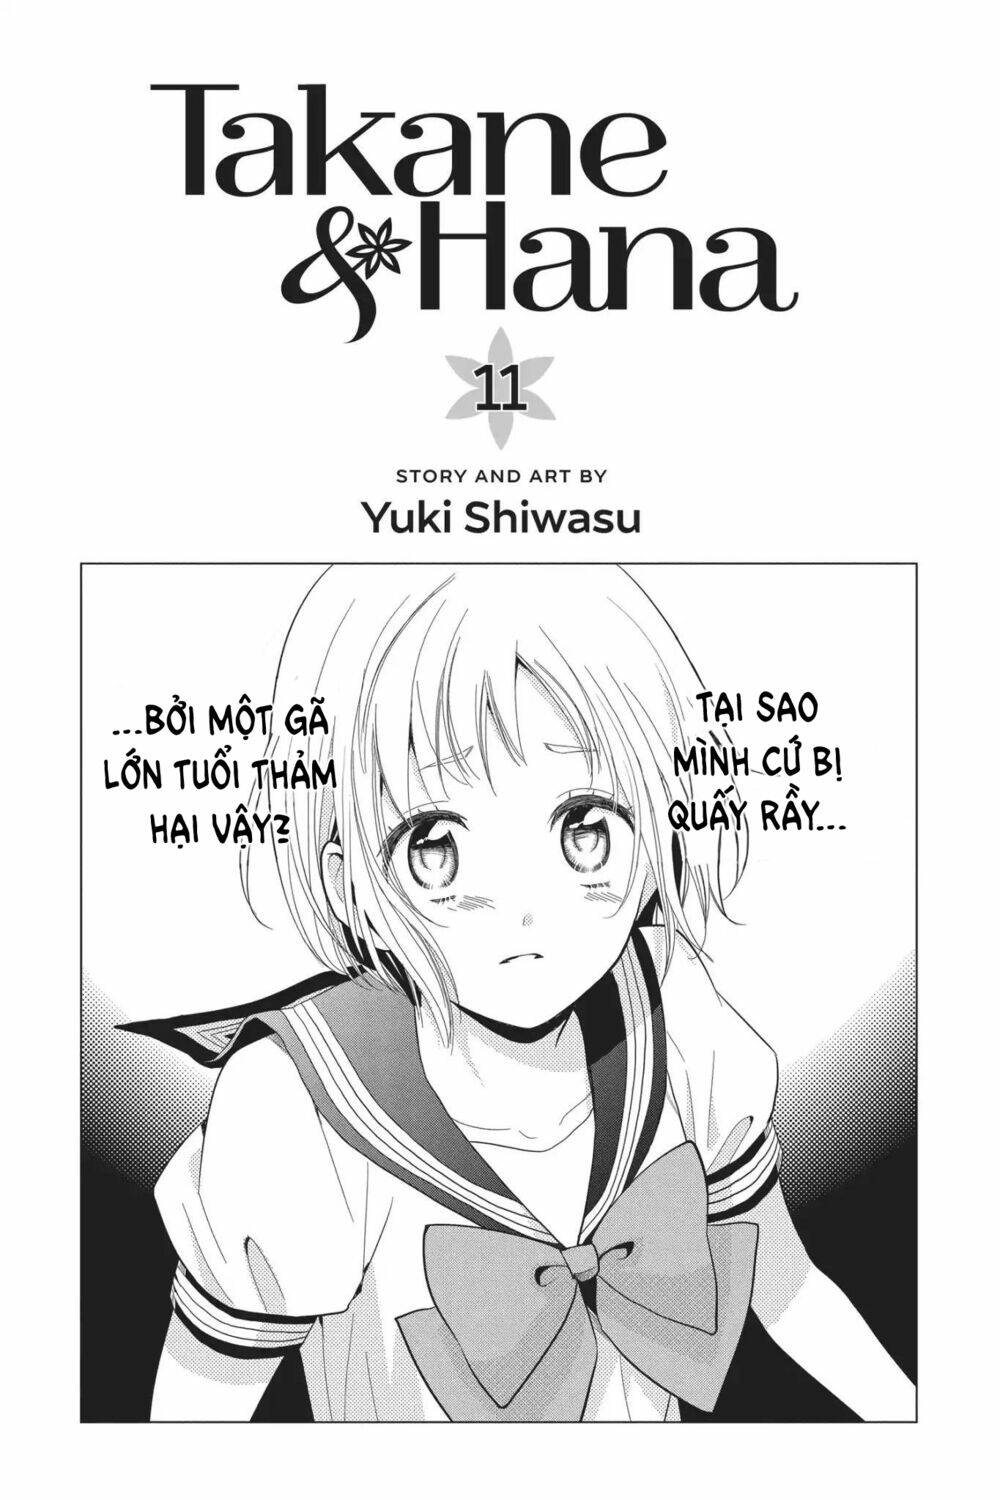 Takane
& Hana
11
STORY AND ART BY
Yuki Shiwasu
TẠI SAO
MÌNH CỨ BỊ
QUẤY RẦY...
...BỞI MỘT GÃ
LỚN TUỔI THẢM
HẠI VẬY?